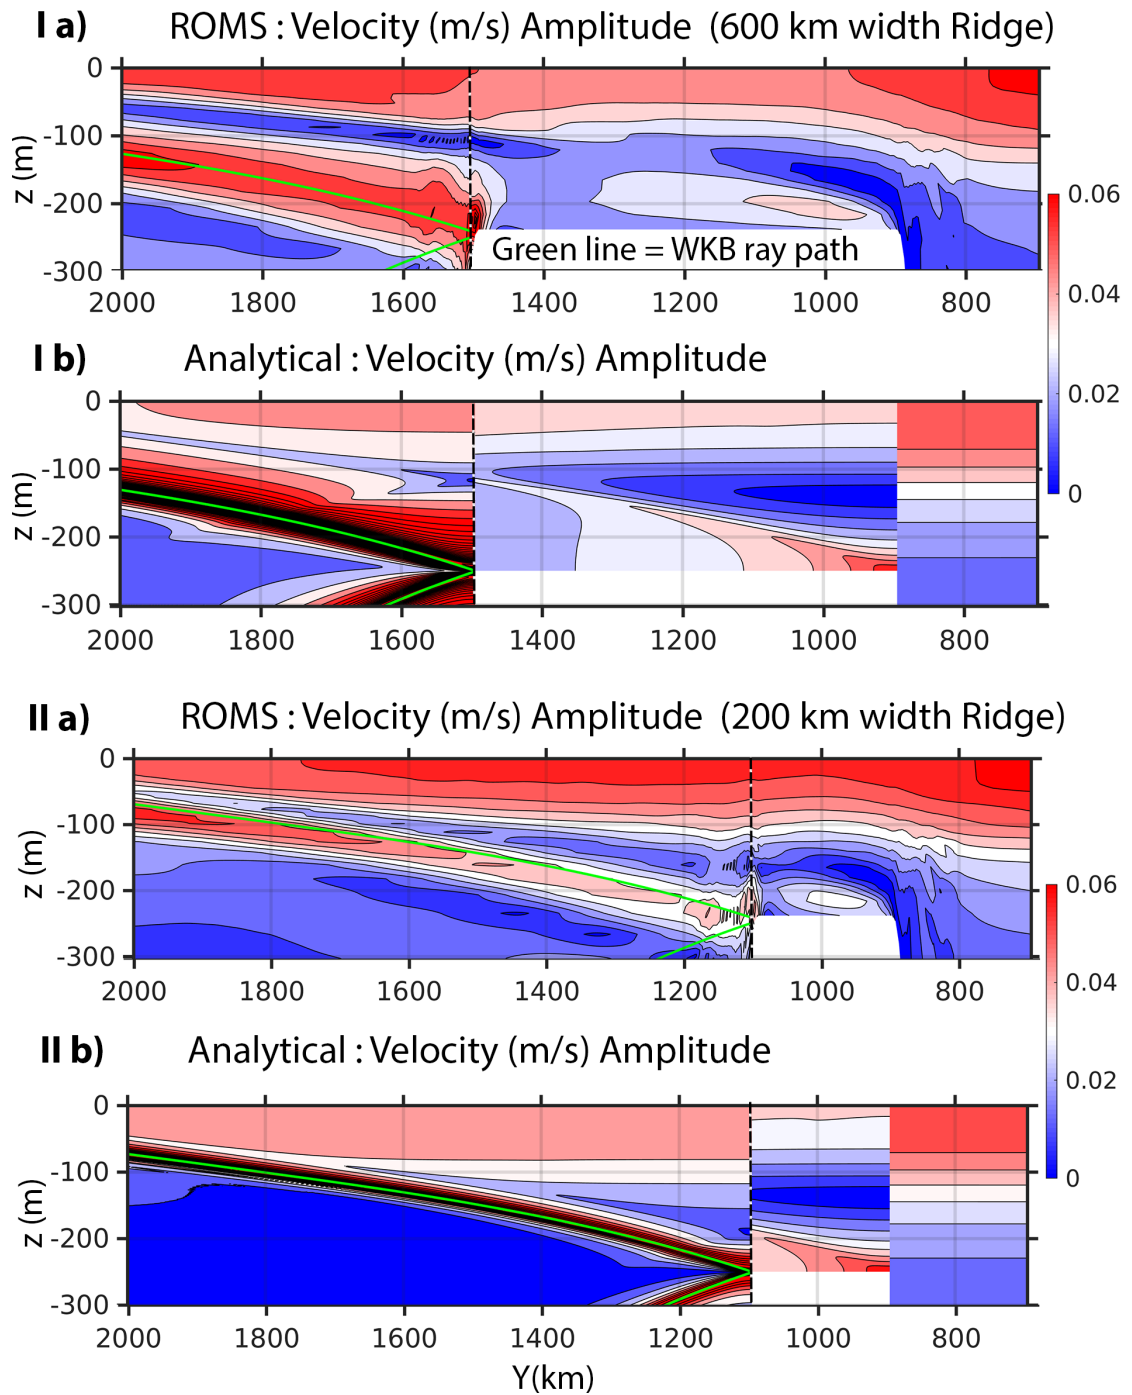 I a) ROMS : Velocity (m/s) Amplitude (600 km width Ridge)
0
-100
-200
-300
z (m)
Green line = WKB ray path
2000 1800 1600 1400 1200 1000 800
0.06
0.04
0.02
0
I b) Analytical : Velocity (m/s) Amplitude
0
-100
-200
-300
z (m)
2000 1800 1600 1400 1200 1000 800
II a) ROMS : Velocity (m/s) Amplitude (200 km width Ridge)
0
-100
-200
-300
z (m)
2000 1800 1600 1400 1200 1000 800
0.06
0.04
0.02
0
II b) Analytical : Velocity (m/s) Amplitude
0
-100
-200
-300
z (m)
2000 1800 1600 1400 1200 1000 800
Y(km)